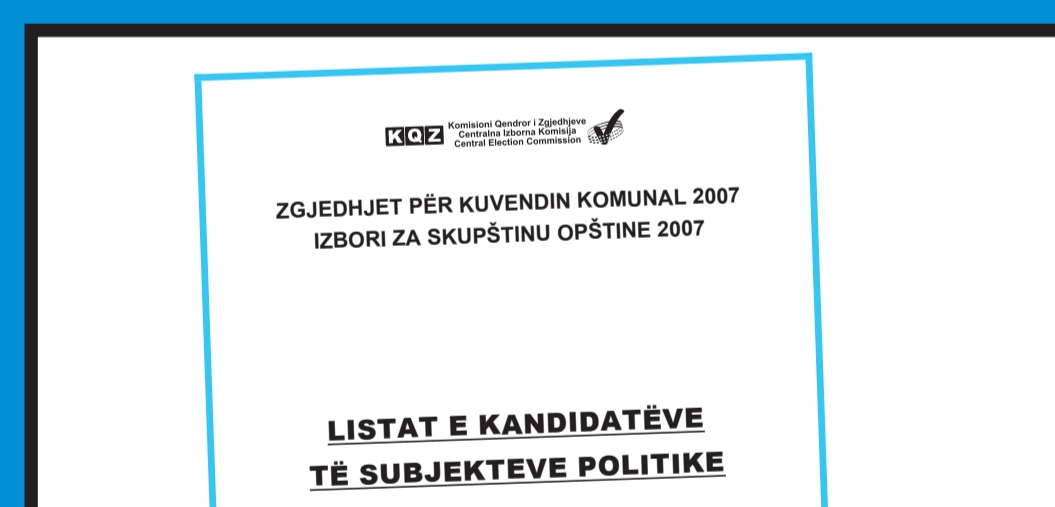 KQZ
Komisioni Qendror i Zgjedhjeve
Centralna Izborna Komisija
Central Election Commission
ZGJEDHJET PËR KUVENDIN KOMUNAL 2007
IZBORI ZA SKUPŠTINU OPŠTINE 2007
LISTAT E KANDIDATËVE
TË SUBJEKTEVE POLITIKE